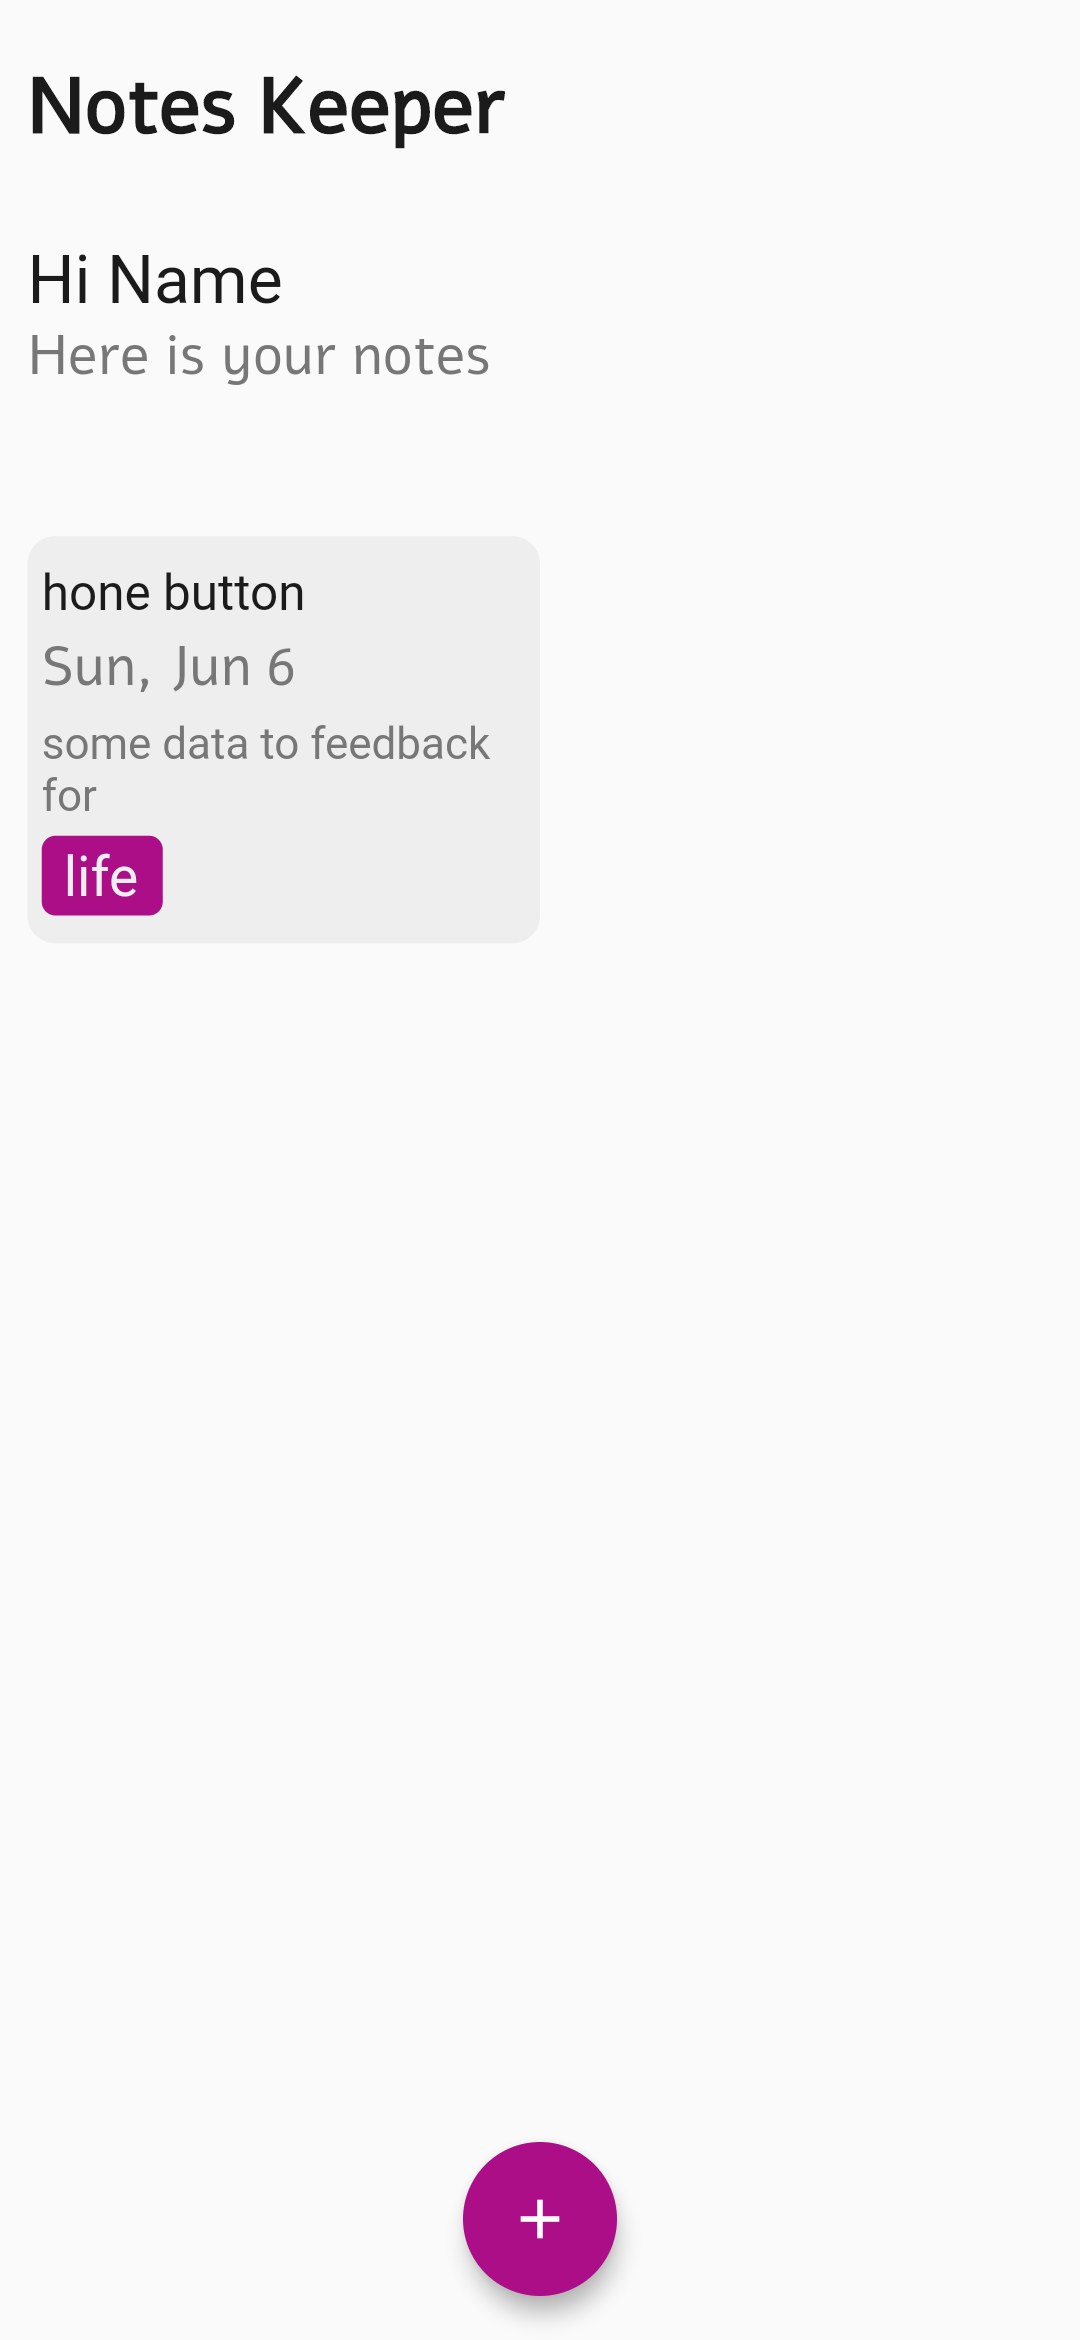 Notes Keeper
Hi Name
Here is your notes
hone button
Sun, Jun 6
some data to feedback
for
life
+